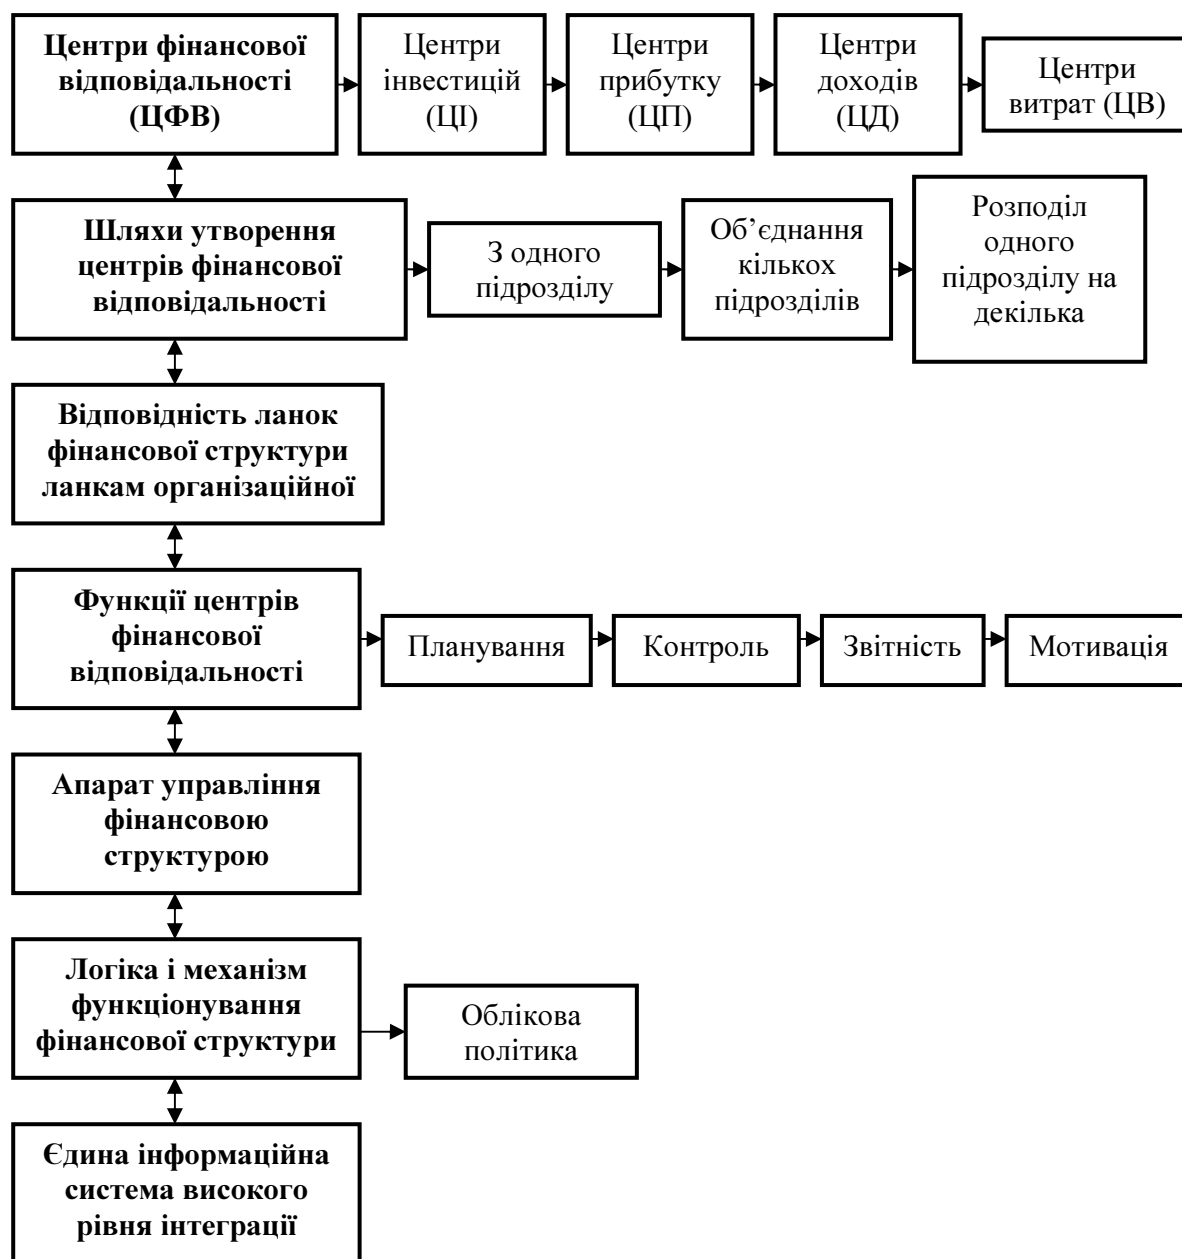 Центри фінансової
відповідальності
(ЦФВ)
Центри
інвестицій
(ЦІ)
Центри
прибутку
(ЦП)
Центри
доходів
(ЦД)
Центри
витрат (ЦВ)
Шляхи утворення
центрів фінансової
відповідальності
З одного
підрозділу
Об’єднання
кількох
підрозділів
Розподіл
одного
підрозділу на
декілька
Відповідність ланок
фінансової структури
ланкам організаційної
Функції центрів
фінансової
відповідальності
Планування
Контроль
Звітність
Мотивація
Апарат управління
фінансовою
структурою
Логіка і механізм
функціонування
фінансової структури
Облікова
політика
Єдина інформаційна
система високого
рівня інтеграції